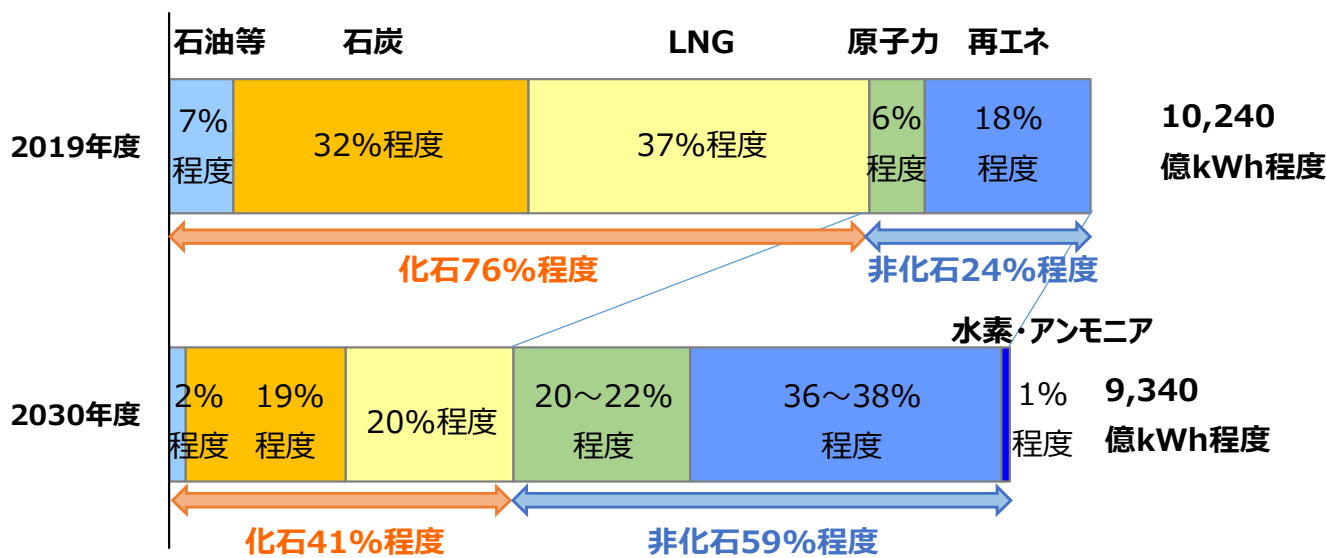 石油等 石炭 LNG 原子力 再エネ
2019年度
7%
程度
32%程度
37%程度
6%
程度
18%
程度
10,240
億kWh程度
化石76%程度
非化石24%程度
水素・アンモニア
2030年度
2%
程度
19%
程度
20%程度
20～22%
程度
36～38%
程度
1%
程度
9,340
億kWh程度
化石41%程度
非化石59%程度